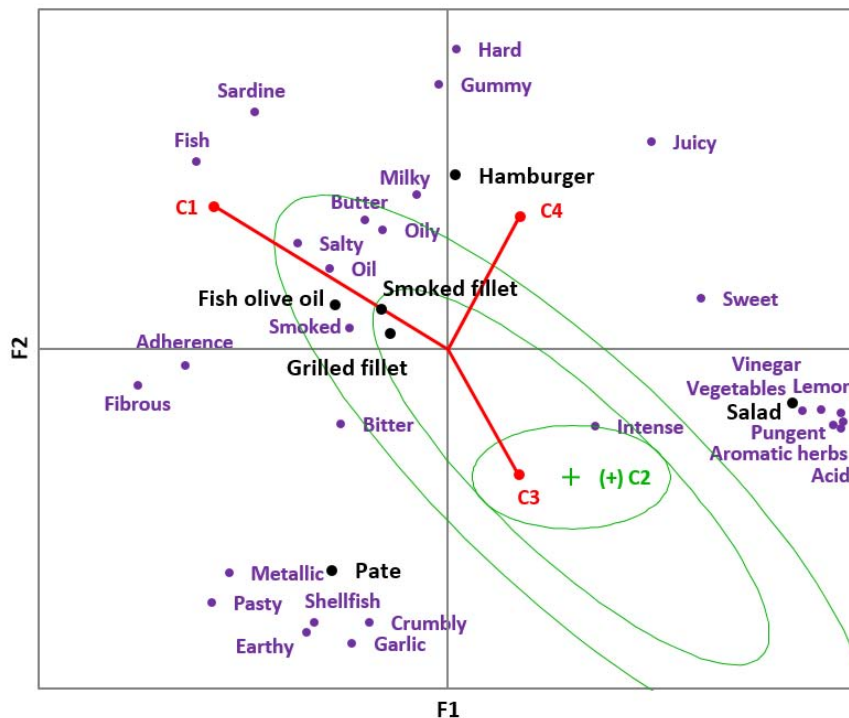 Hard
Gummy
Sardine
Juicy
Fish
Hamburger
Milky
C1
Butter
C4
Oily
Salty
Oil
Smoked fillet
Fish olive oil
Sweet
Smoked
Adherence
F2
Grilled fillet
Vinegar
Fibrous
Vegetables Lemon
Salad
Bitter
Intense
Pungent
Aromatic herbs
(+) C2
Acid
C3
Metallic
Pate
Pasty
Shellfish
Crumbly
Earthy
Garlic
F1